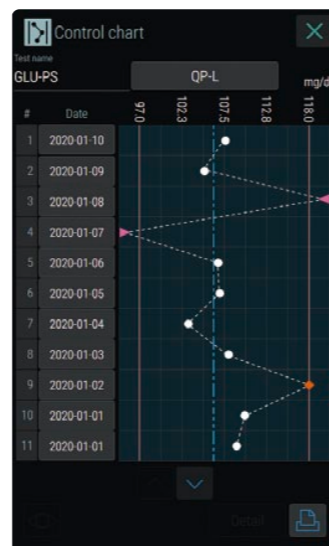 Control chart
Test name
GLU-PS
QP-L
mg/d
# Date
97.0 102.3 107.5 112.8 118.0
1 2020-01-10
2 2020-01-09
3 2020-01-08
4 2020-01-07
5 2020-01-06
6 2020-01-05
7 2020-01-04
8 2020-01-03
9 2020-01-02
10 2020-01-01
11 2020-01-01
Detail